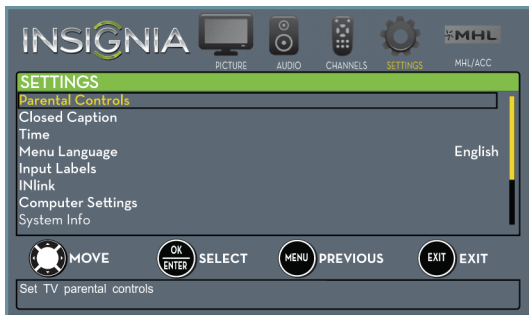 INSIGNIA
MHL
PICTURE AUDIO CHANNELS SETTINGS MHL/ACC
SETTINGS
Parental Controls
Closed Caption
Time
Menu Language English
Input Labels
INlink
Computer Settings
System Info
MOVE OK ENTER SELECT MENU PREVIOUS EXIT EXIT
Set TV parental controls